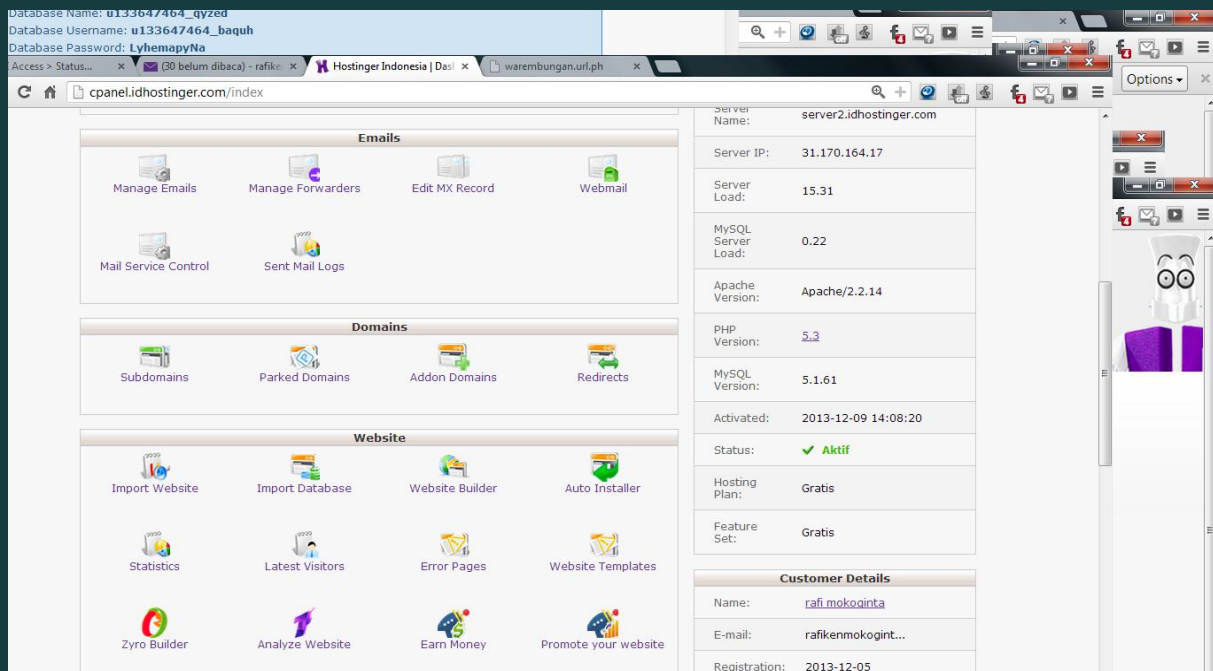 Database Name: u133647464_qyzed
Database Username: u133647464_baquh
Database Password: LyhemapyNa
Access > Status...
(30 belum dibaca) - rafike
Hostinger Indonesia | Das
warembungan.url.ph
cpanel.idhostinger.com/index
Options
Emails
Manage Emails
Manage Forwarders
Edit MX Record
Webmail
Mail Service Control
Sent Mail Logs
Domains
Subdomains
Parked Domains
Addon Domains
Redirects
Website
Import Website
Import Database
Website Builder
Auto Installer
Statistics
Latest Visitors
Error Pages
Website Templates
Zyro Builder
Analyze Website
Earn Money
Promote your website
Server Name: server2.idhostinger.com
Server IP: 31.170.164.17
Server Load: 15.31
MySQL Server Load: 0.22
Apache Version: Apache/2.2.14
PHP Version: 5.3
MySQL Version: 5.1.61
Activated: 2013-12-09 14:08:20
Status: Aktif
Hosting Plan: Gratis
Feature Set: Gratis
Customer Details
Name: rafi mokoginta
E-mail: rafikenmokogint...
Registration: 2013-12-05